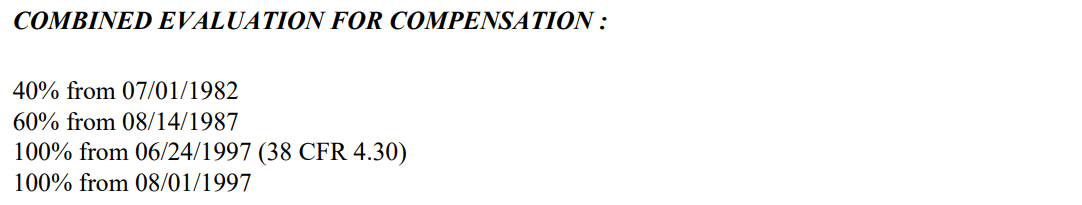 COMBINED EVALUATION FOR COMPENSATION :
40% from 07/01/1982
60% from 08/14/1987
100% from 06/24/1997 (38 CFR 4.30)
100% from 08/01/1997